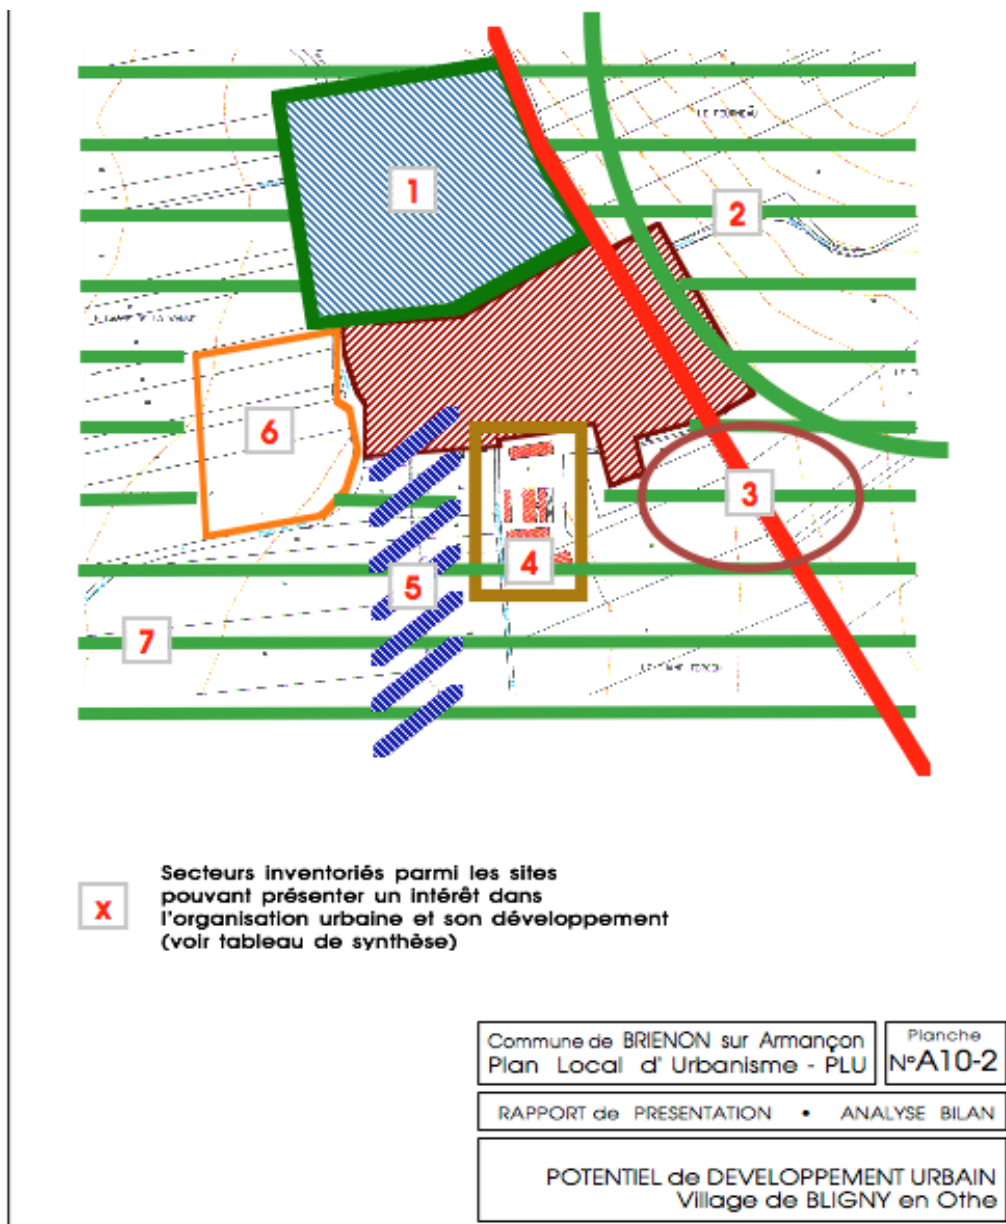 1
2
6
3
4
5
7
x
Secteurs inventoriés parmi les sites
pouvant présenter un intérêt dans
l'organisation urbaine et son développement
(voir tableau de synthèse)
Commune de BRIENON sur Armançon
Plan Local d' Urbanisme - PLU
Planche
N°A10-2
RAPPORT de PRESENTATION • ANALYSE BILAN
POTENTIEL de DEVELOPPEMENT URBAIN
Village de BLIGNY en Othe